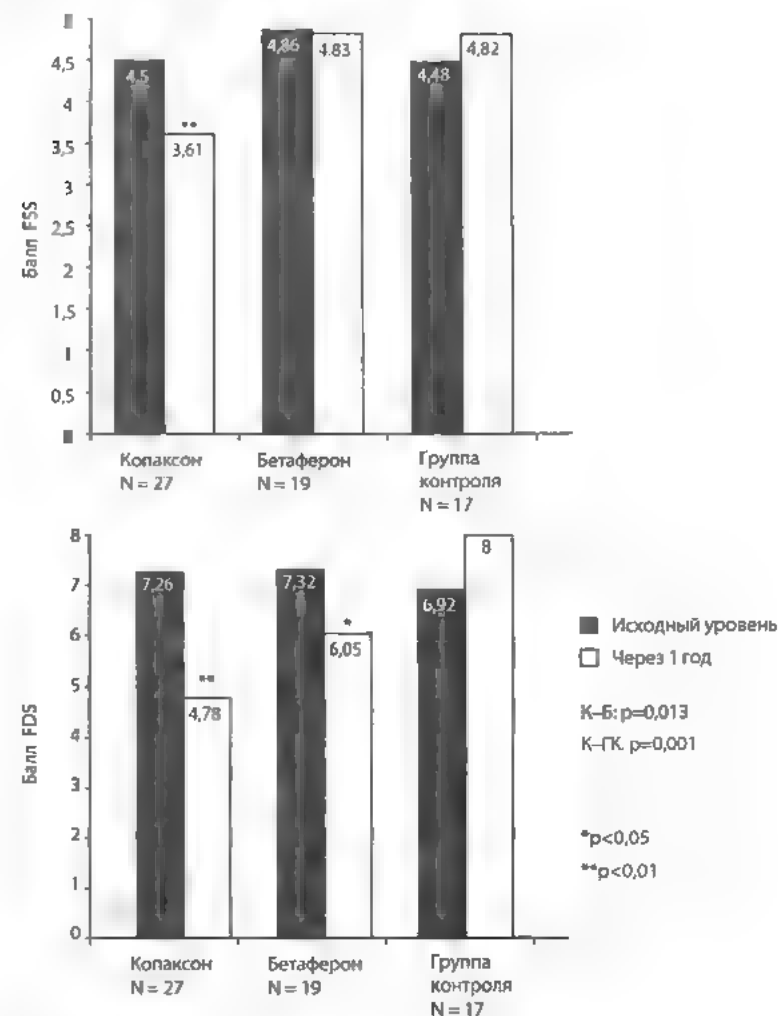 4,5
4
3,5
3
2,5
2
1,5
0,5
Балл FSS
4,5
**
3,61
4,86
4,83
4,48
4,82
Копаксон
N = 27
Бетаферон
N = 19
Группа
контроля
N = 17
8
7
6
5
4
3
2
1
0
Балл FDS
7,26
**
4,78
7,32
*
6,05
6,92
8
Копаксон
N = 27
Бетаферон
N = 19
Группа
контроля
N = 17
Исходный уровень
Через 1 год
К–Б: p=0,013
К–ГК. p=0,001
*p<0,05
**p<0,01